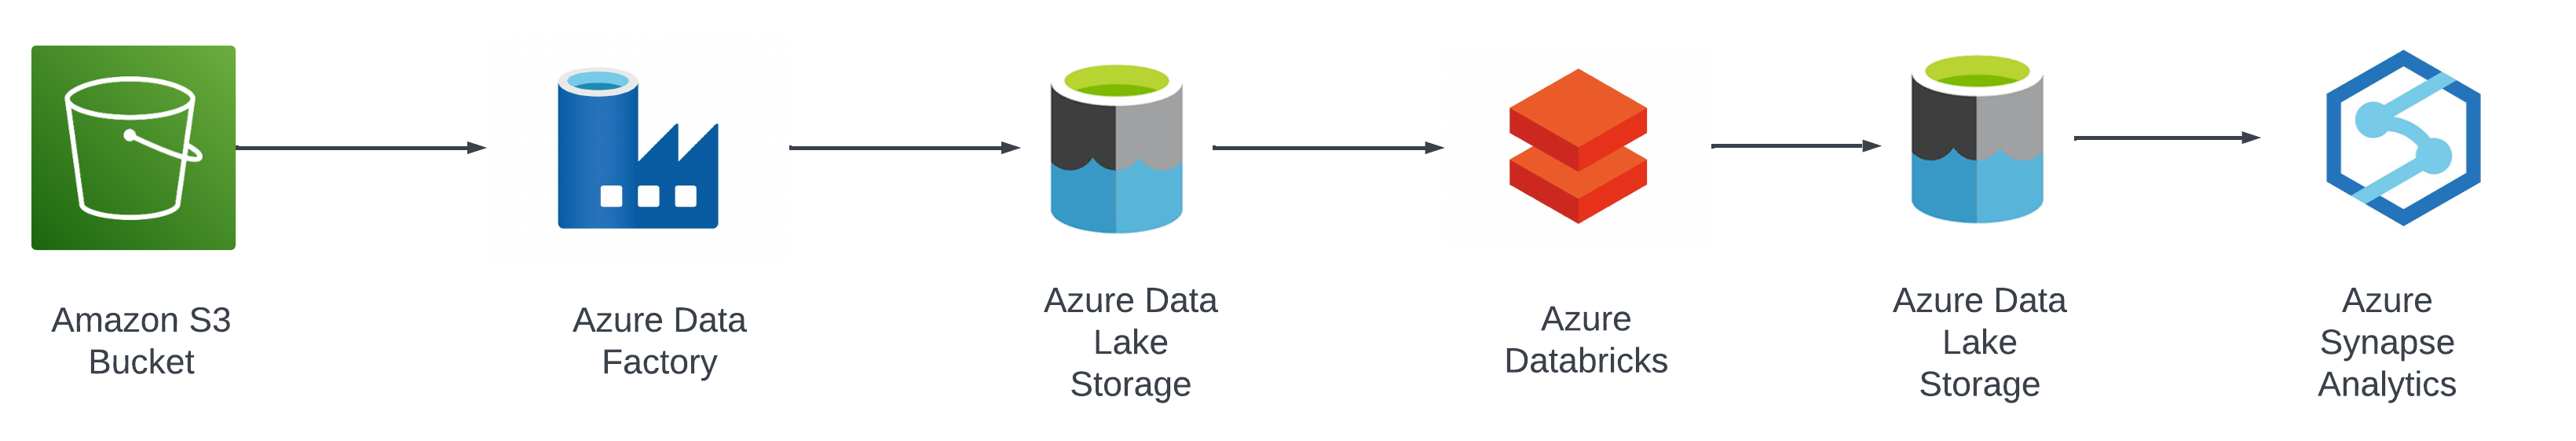 Amazon S3
Bucket
Azure Data
Factory
Azure Data
Lake
Storage
Azure
Databricks
Azure Data
Lake
Storage
Azure
Synapse
Analytics